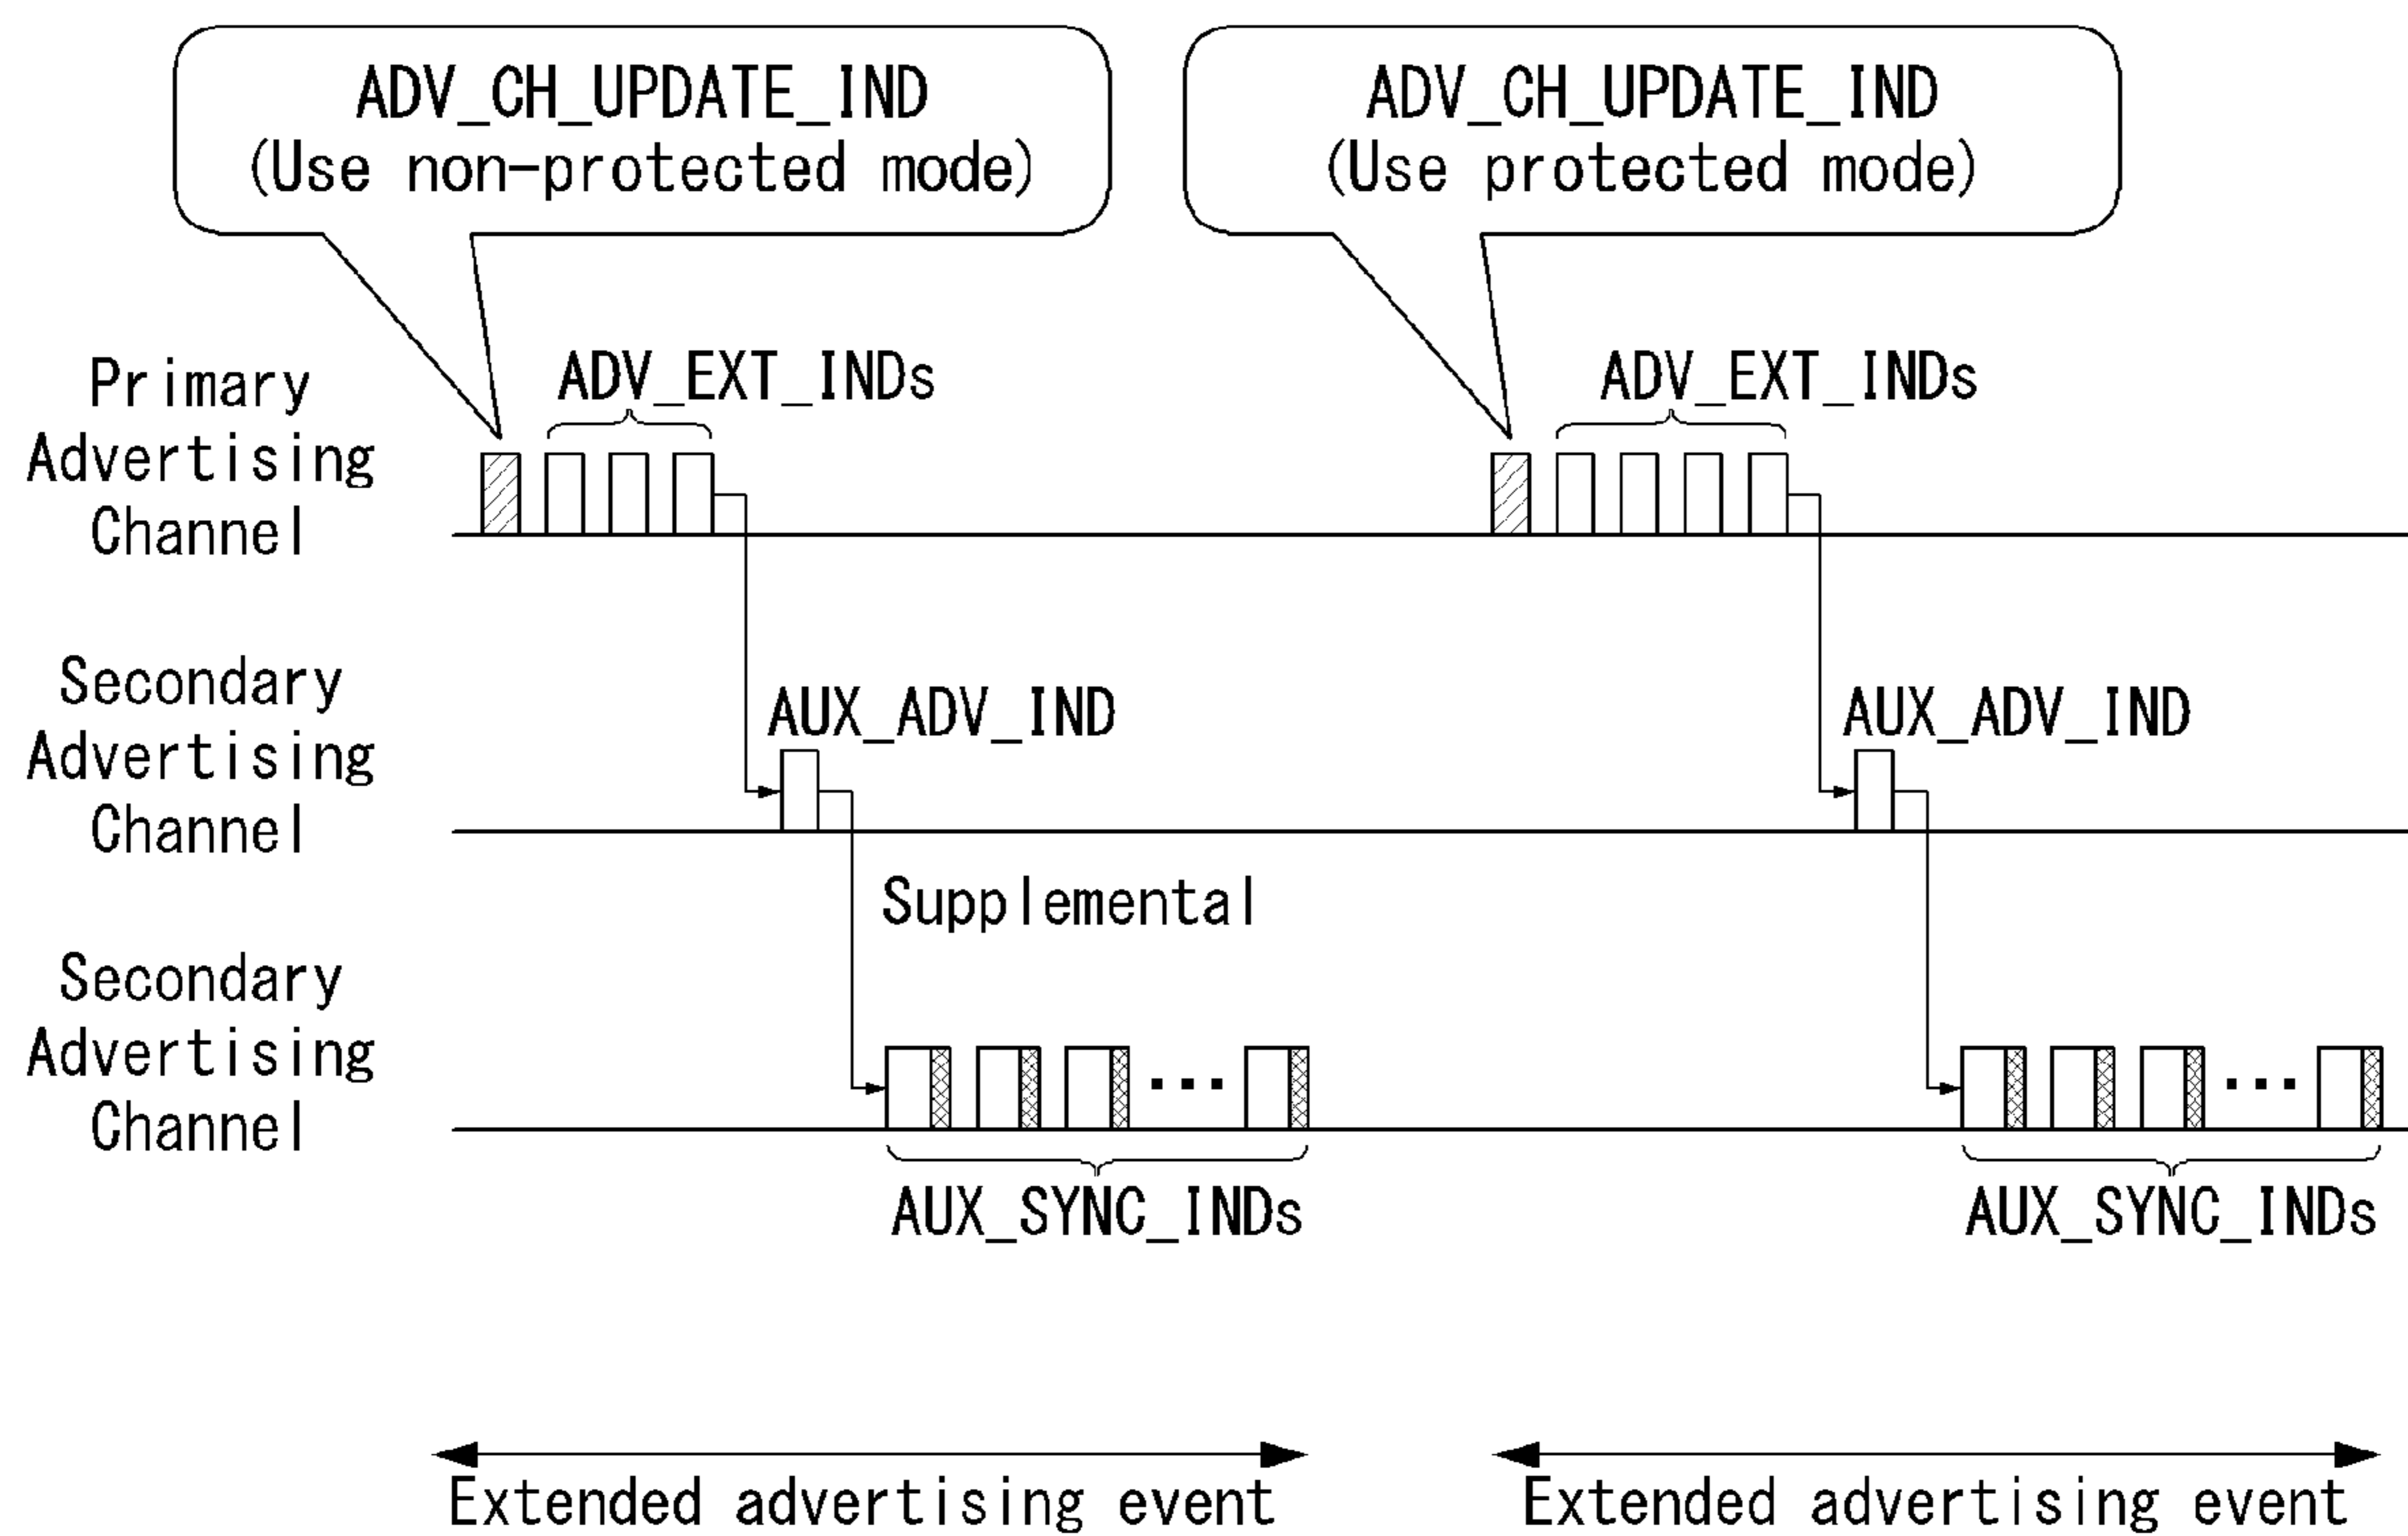 ADV_CH_UPDATE_IND
(Use non-protected mode)
ADV_CH_UPDATE_IND
(Use protected mode)
Primary
Advertising
Channel
ADV_EXT_INDs
ADV_EXT_INDs
Secondary
Advertising
Channel
AUX_ADV_IND
AUX_ADV_IND
Supplemental
Secondary
Advertising
Channel
AUX_SYNC_INDs
AUX_SYNC_INDs
Extended advertising event
Extended advertising event